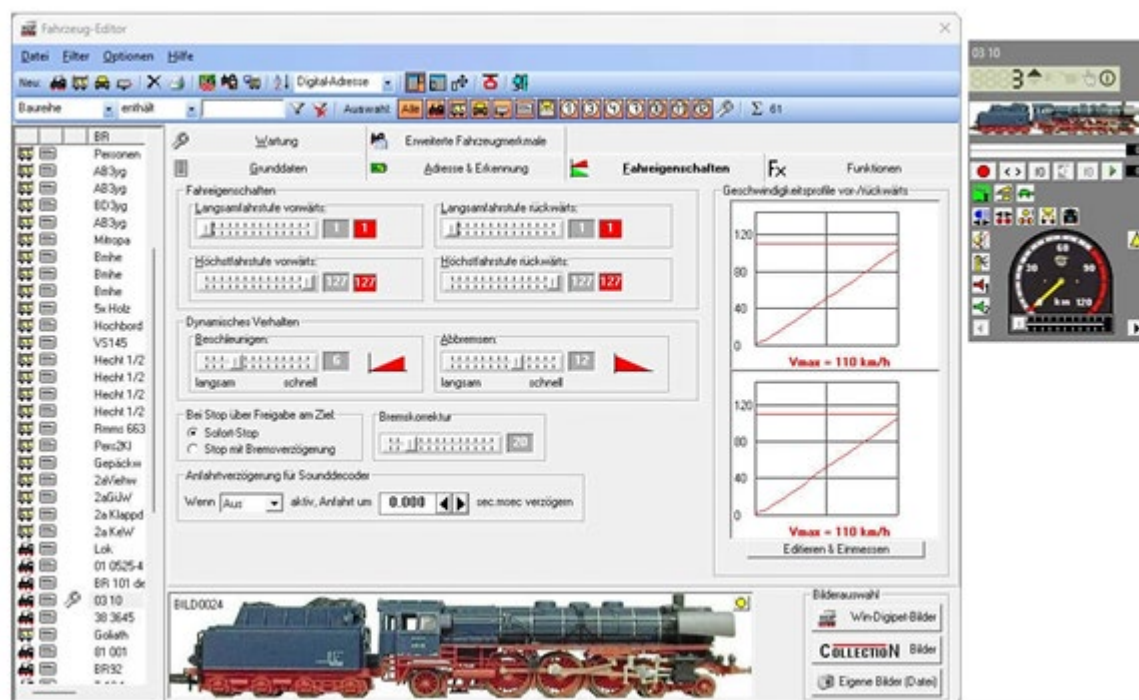 Fahrzeug-Editor
Datei Filter Optionen Hilfe
Neu: Digital-Adresse
Baureihe enthält Auswahl: Alle Σ 61
BR
Personen
AB3yg
AB3yg
BD3yg
AB3yg
Mitropa
Bmhe
Bmhe
Bmhe
5x Holz
Hochbord
VS145
Hecht 1/2
Hecht 1/2
Hecht 1/2
Hecht 1/2
Rmms 663
Gepäckw
2aViehw
2a Klappd
2a KeW
Lok
01 0525-4
BR 101 de
03 10
38 3645
Goliath
81 001
BR92
Wartung Erweiterte Fahrzeugmerkmale
Grunddaten Adresse & Erkennung Fahreigenschaften Fx Funktionen
Fahreigenschaften
Langsamfahrstufe vorwärts: 1 1
Langsamfahrstufe rückwärts: 1 1
Höchstfahrstufe vorwärts: 127 127
Höchstfahrstufe rückwärts: 127 127
Dynamisches Verhalten
Beschleunigen: 6
langsam schnell
Abbremsen: 12
langsam schnell
Bei Stop über Freigabe am Ziel:
Sofort-Stop
Stop mit Bremsverzögerung
Bremskorrektur
20
Anfahrtverzögerung für Sounddecoder
Wenn Aus aktiv, Anfahrt um 0.000 sec.msec verzögern
Geschwindigkeitsprofile vor-/rückwärts
120
80
40
0
Vmax = 110 km/h
120
80
40
0
Vmax = 110 km/h
Editieren & Einmessen
BILD0024
Bilderauswahl
Win-Digipet-Bilder
COLLECTION Bilder
Eigene Bilder (Datei)
03 10
3
30 60 90 120
km